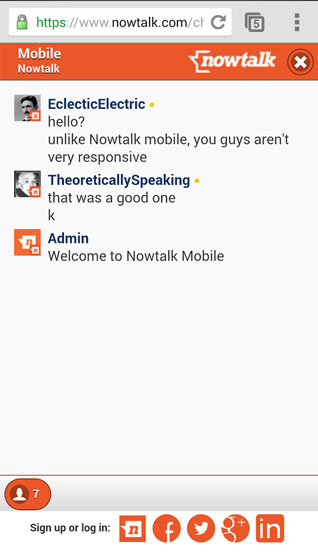 https://www.nowtalk.com/ch
5
Mobile
Nowtalk
nowtalk
EclecticElectric
hello?
unlike Nowtalk mobile, you guys aren't
very responsive
TheoreticallySpeaking
that was a good one
k
Admin
Welcome to Nowtalk Mobile
7
Sign up or log in: n f g+ in